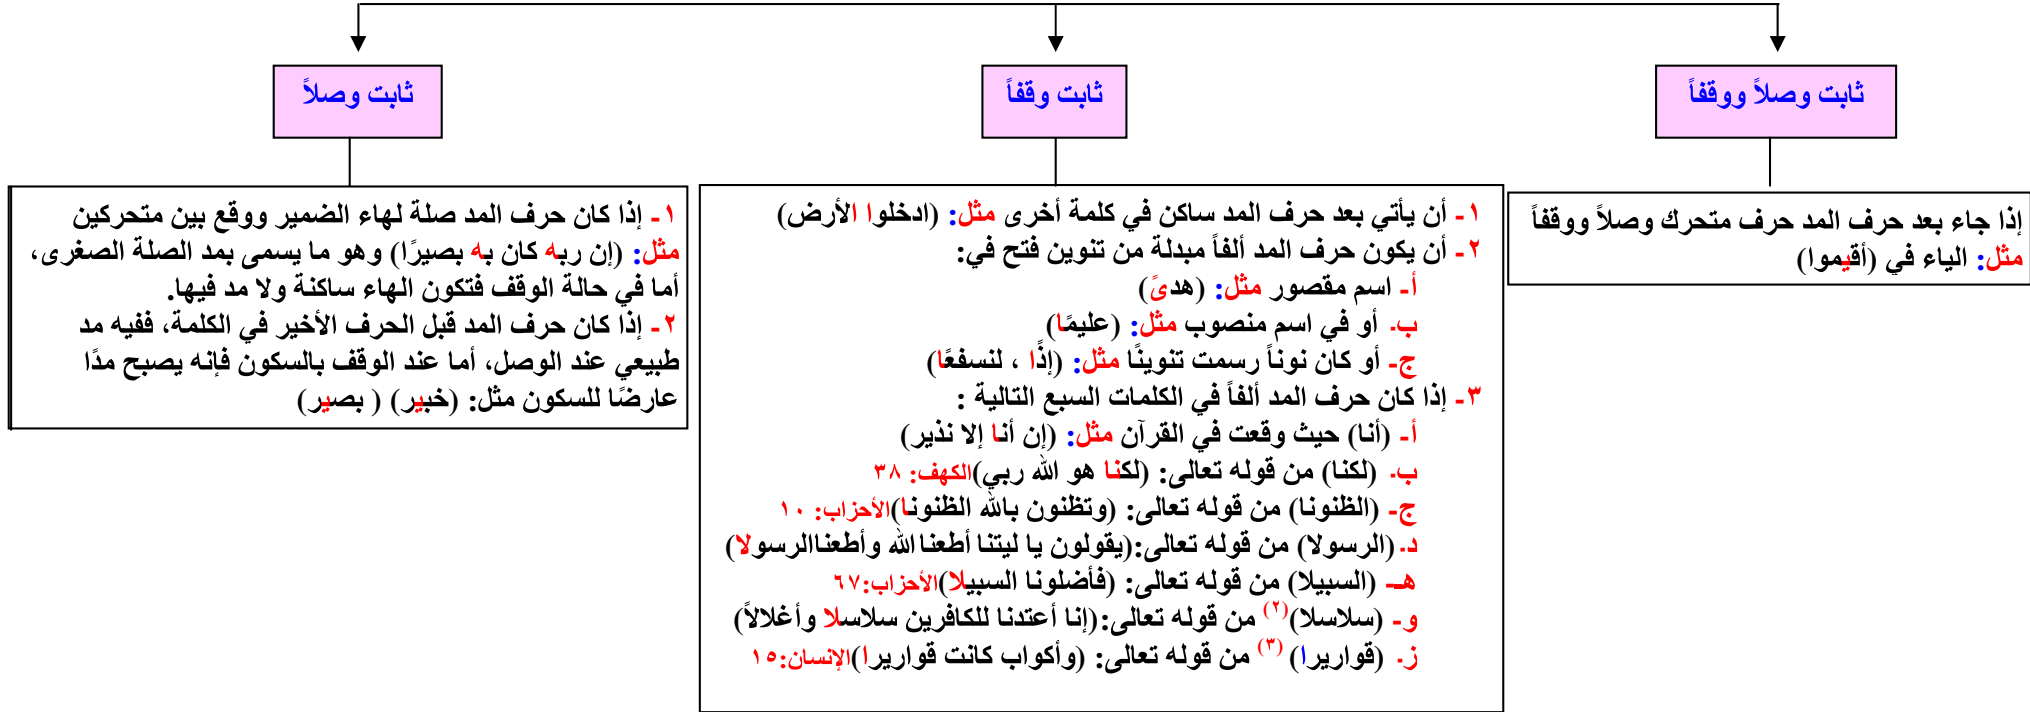 ثابت وصلاً ووقفاً
إذا جاء بعد حرف المد حرف متحرك وصلاً ووقفاً
مثل: الياء في (أقيموا)
ثابت وقفاً
١- أن يأتي بعد حرف المد ساكن في كلمة أخرى مثل: (ادخلوا الأرض)
٢- أن يكون حرف المد ألفاً مبدلة من تنوين فتح في:
أ- اسم مقصور مثل: (هدىً)
ب- أو في اسم منصوب مثل: (عليمًا)
ج- أو كان نوناً رسمت تنوينًا مثل: (إذًا ، لنسفعًا)
٣- إذا كان حرف المد ألفاً في الكلمات السبع التالية :
أ- (أنا) حيث وقعت في القرآن مثل: (إن أنا إلا نذير)
ب- (لكنا) من قوله تعالى: (لكنا هو الله ربي)الكهف: ٣٨
ج- (الظنونا) من قوله تعالى: (وتظنون بالله الظنونا)الأحزاب: ١٠
د- (الرسولا) من قوله تعالى:(يقولون يا ليتنا أطعنا الله وأطعناالرسولا)
هـ- (السبيلا) من قوله تعالى: (فأضلونا السبيلا)الأحزاب:٦٧
و- (سلاسلا)(٢) من قوله تعالى:(إنا أعتدنا للكافرين سلاسلا وأغلالاً)
ز- (قواريرا) (٣) من قوله تعالى: (وأكواب كانت قواريرا)الإنسان:١٥
ثابت وصلاً
١- إذا كان حرف المد صلة لهاء الضمير ووقع بين متحركين
مثل: (إن ربه كان به بصيرًا) وهو ما يسمى بمد الصلة الصغرى،
أما في حالة الوقف فتكون الهاء ساكنة ولا مد فيها.
٢- إذا كان حرف المد قبل الحرف الأخير في الكلمة، ففيه مد
طبيعي عند الوصل، أما عند الوقف بالسكون فإنه يصبح مدًا
عارضًا للسكون مثل: (خبير) ( بصير)